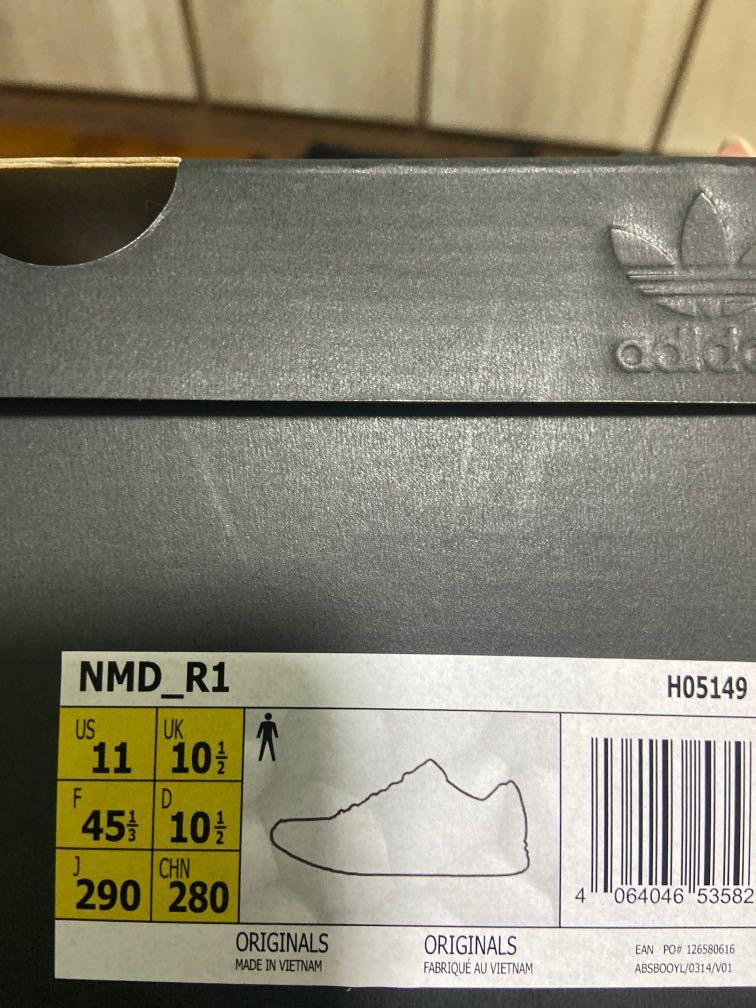 adidas
NMD_R1
H05149
US
11
UK
10½
F
45⅓
D
10½
J
290
CHN
280
4 064046 53582
ORIGINALS
MADE IN VIETNAM
ORIGINALS
FABRIQUÉ AU VIETNAM
EAN PO# 126580616
ABSBOOYL/0314/V01